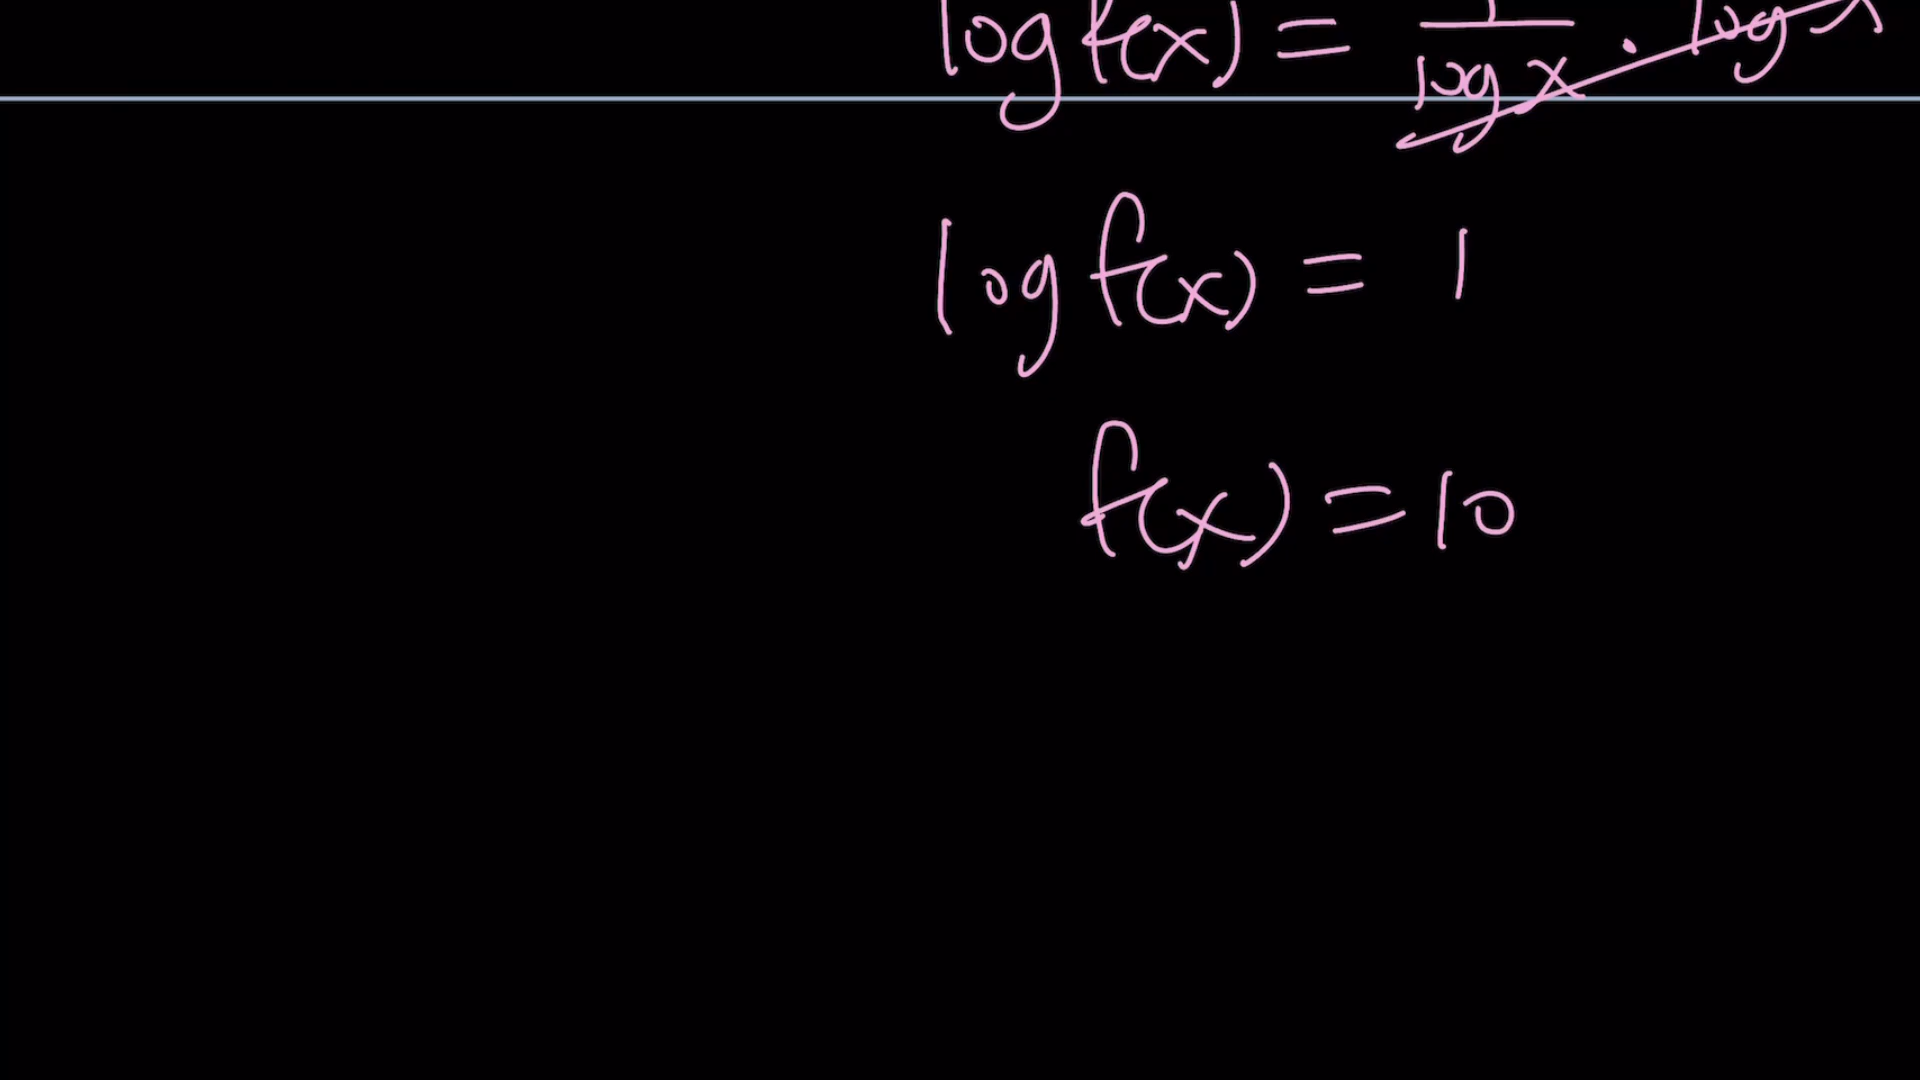 log f(x) = 1/log x · log x
log f(x) = 1
f(x) = 10